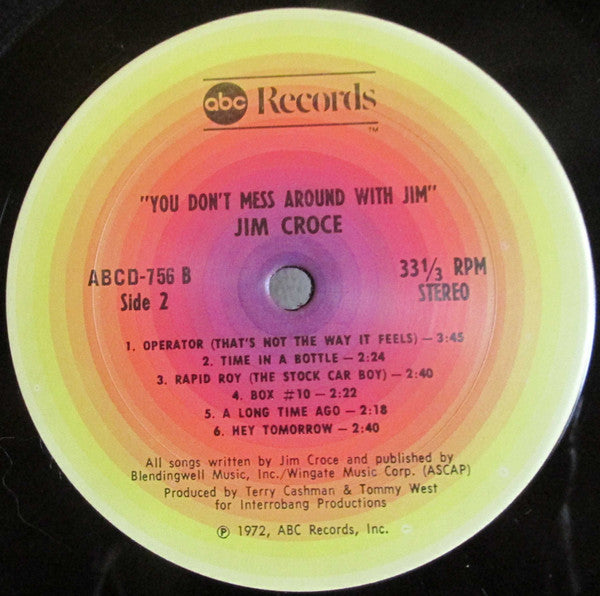 abc Records
TM
"YOU DON'T MESS AROUND WITH JIM"
JIM CROCE
ABCD-756 B
Side 2
33 1/3 RPM
STEREO
1. OPERATOR (THAT'S NOT THE WAY IT FEELS) — 3:45
2. TIME IN A BOTTLE — 2:24
3. RAPID ROY (THE STOCK CAR BOY) — 2:40
4. BOX #10 — 2:22
5. A LONG TIME AGO — 2:18
6. HEY TOMORROW — 2:40
All songs written by Jim Croce and published by
Blendingwell Music, Inc./Wingate Music Corp. (ASCAP)
Produced by Terry Cashman & Tommy West
for Interrobang Productions
℗ 1972, ABC Records, Inc.